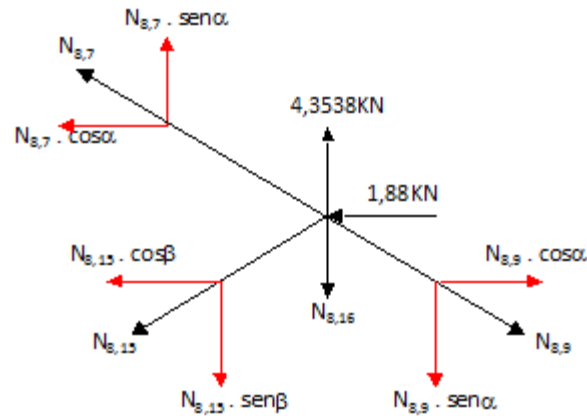 N8,7 . senα
N8,7
4,3538KN
N8,7 . cosα
1,88KN
N8,15 . cosβ
N8,9 . cosα
N8,16
N8,15
N8,9
N8,15 . senβ
N8,9 . senα